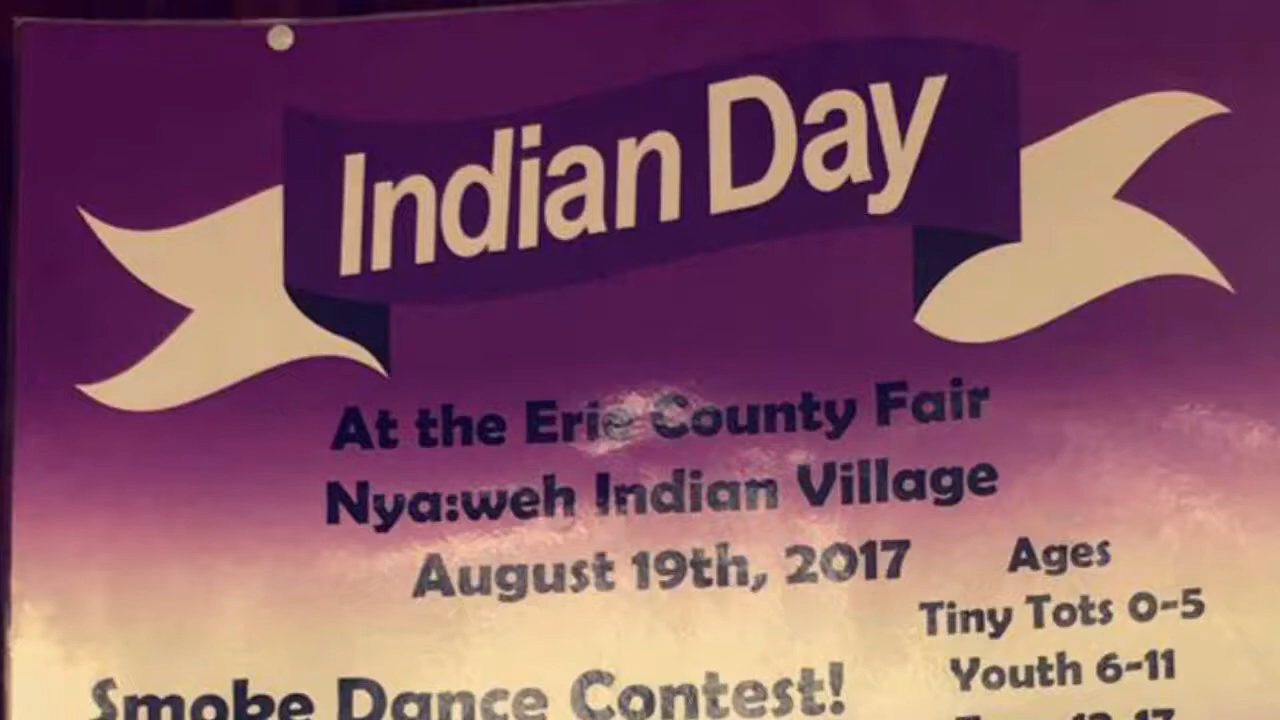 Indian Day
At the Erie County Fair
Nya:weh Indian Village
August 19th, 2017
Ages
Tiny Tots 0-5
Youth 6-11
Smoke Dance Contest!